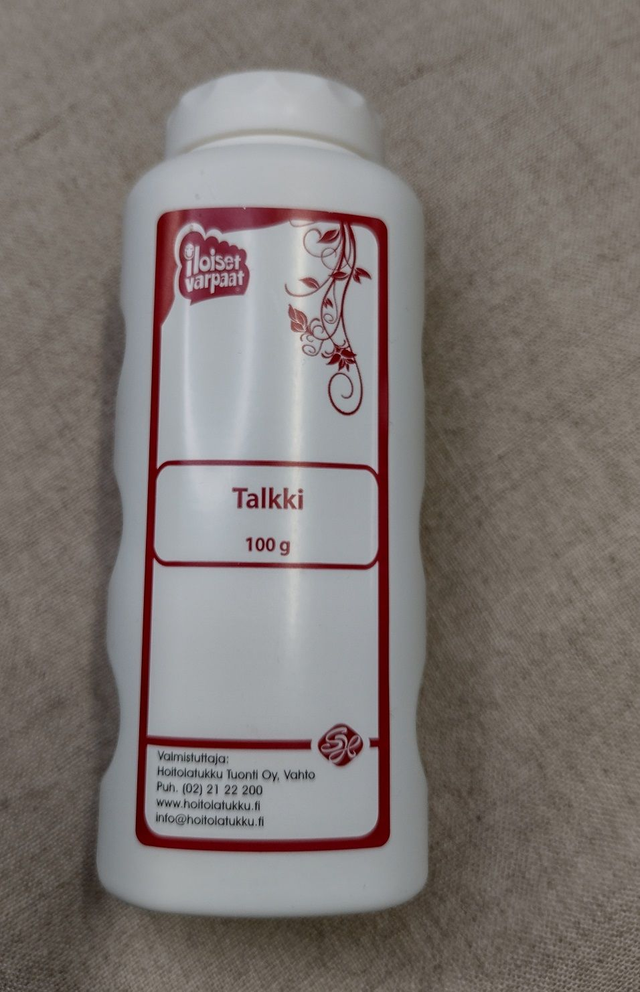 iloiset
varpaat
Talkki
100 g
Valmistuttaja:
Hoitolatukku Tuonti Oy, Vahto
Puh. (02) 21 22 200
www.hoitolatukku.fi
info@hoitolatukku.fi